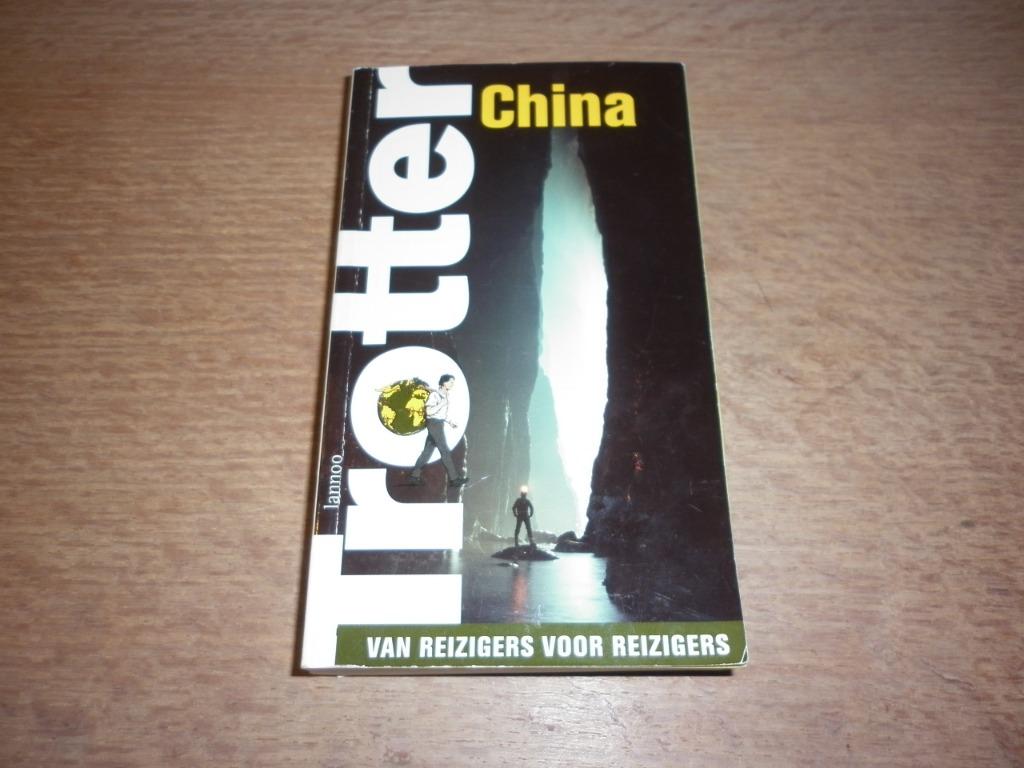 China
Trotter
lannoo
VAN REIZIGERS VOOR REIZIGERS